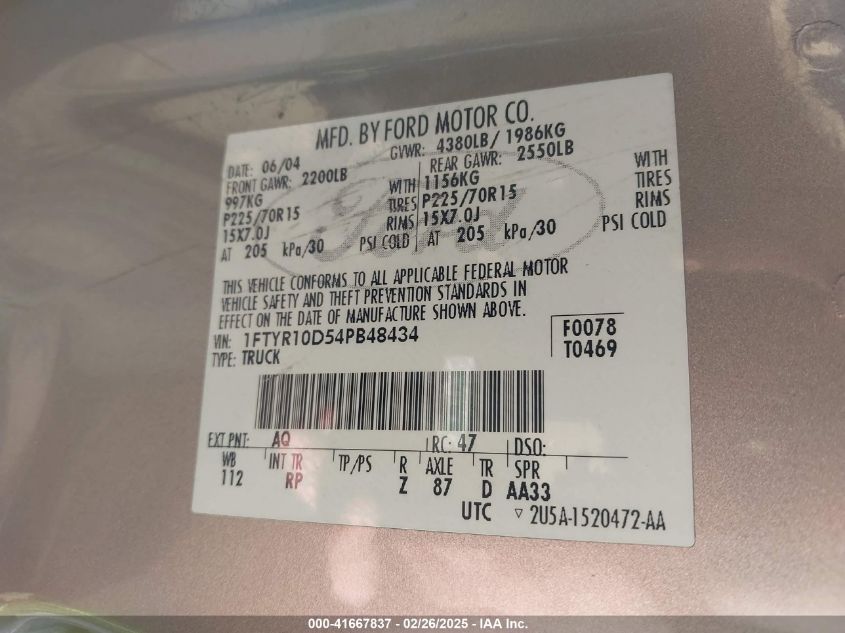 MFD. BY FORD MOTOR CO.
DATE: 06/04 GVWR: 4380LB/ 1986KG
FRONT GAWR: 2200LB REAR GAWR: 2550LB
997KG WITH 1156KG WITH
P225/70R15 TIRES P225/70R15 TIRES
15X7.0J RIMS 15X7.0J RIMS
AT 205 kPa/30 PSI COLD AT 205 kPa/30 PSI COLD
Ford
THIS VEHICLE CONFORMS TO ALL APPLICABLE FEDERAL MOTOR
VEHICLE SAFETY AND THEFT PREVENTION STANDARDS IN
EFFECT ON THE DATE OF MANUFACTURE SHOWN ABOVE.
VIN: 1FTYR10D54PB48434 F0078
TYPE: TRUCK T0469
EXT PNT: AQ RC: 47 DSO:
WB INT TR TP/PS R AXLE TR SPR
112 RP Z 87 D AA33
UTC ▽ 2U5A-1520472-AA
000-41667837 - 02/26/2025 - IAA Inc.